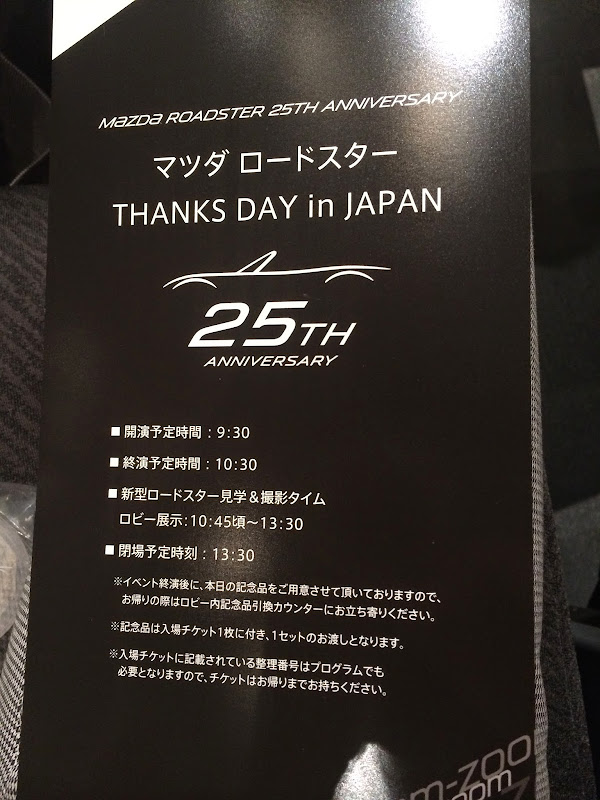 mazda ROADSTER 25TH ANNIVERSARY
マツダ ロードスター
THANKS DAY in JAPAN
25TH
ANNIVERSARY
■ 開演予定時間 : 9:30
■ 終演予定時間 : 10:30
■ 新型ロードスター見学&撮影タイム
ロビー展示:10:45頃～13:30
■ 閉場予定時刻 : 13:30
※イベント終演後に、本日の記念品をご用意させて頂いておりますので、
お帰りの際はロビー内記念品引換カウンターにお立ち寄りください。
※記念品は入場チケット1枚に付き、1セットのお渡しとなります。
※入場チケットに記載されている整理番号はプログラムでも
必要となりますので、チケットはお帰りまでお持ちください。
m-zoo